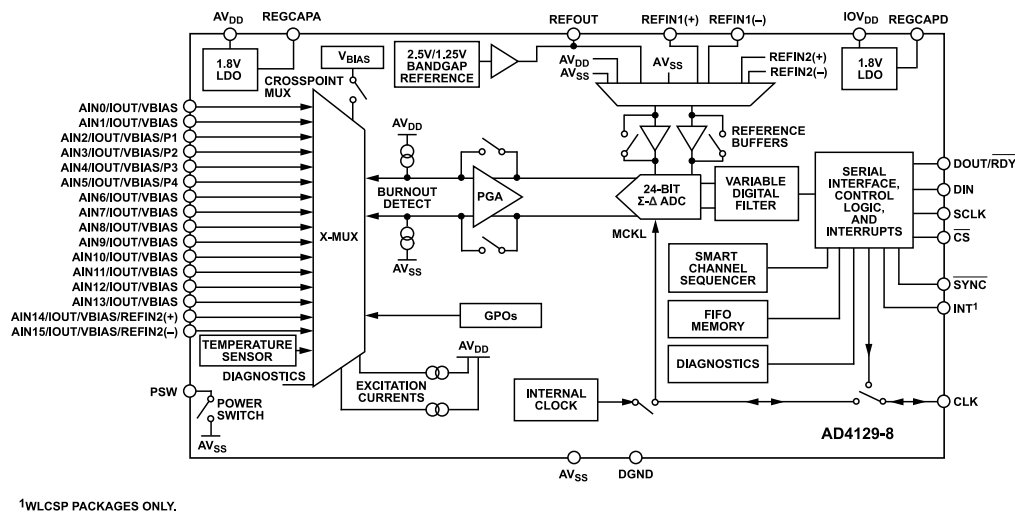 AVDD
REGCAPA
REFOUT
REFIN1(+)
REFIN1(–)
IOVDD
REGCAPD
1.8V
LDO
VBIAS
CROSSPOINT
MUX
2.5V/1.25V
BANDGAP
REFERENCE
AVDD
AVSS
AVSS
REFIN2(+)
REFIN2(–)
1.8V
LDO
AIN0/IOUT/VBIAS
AIN1/IOUT/VBIAS
AIN2/IOUT/VBIAS/P1
AIN3/IOUT/VBIAS/P2
AIN4/IOUT/VBIAS/P3
AIN5/IOUT/VBIAS/P4
AIN6/IOUT/VBIAS
AIN7/IOUT/VBIAS
AIN8/IOUT/VBIAS
AIN9/IOUT/VBIAS
AIN10/IOUT/VBIAS
AIN11/IOUT/VBIAS
AIN12/IOUT/VBIAS
AIN13/IOUT/VBIAS
AIN14/IOUT/VBIAS/REFIN2(+)
AIN15/IOUT/VBIAS/REFIN2(–)
TEMPERATURE
SENSOR
DIAGNOSTICS
X-MUX
AVDD
BURNOUT
DETECT
AVSS
PGA
REFERENCE
BUFFERS
24-BIT
Σ-Δ ADC
MCKL
VARIABLE
DIGITAL
FILTER
SERIAL
INTERFACE,
CONTROL
LOGIC,
AND
INTERRUPTS
DOUT/RDY
DIN
SCLK
CS
SYNC
INT1
SMART
CHANNEL
SEQUENCER
FIFO
MEMORY
DIAGNOSTICS
GPOs
AVDD
EXCITATION
CURRENTS
INTERNAL
CLOCK
CLK
PSW
POWER
SWITCH
AVSS
AD4129-8
AVSS
DGND
1WLCSP PACKAGES ONLY.